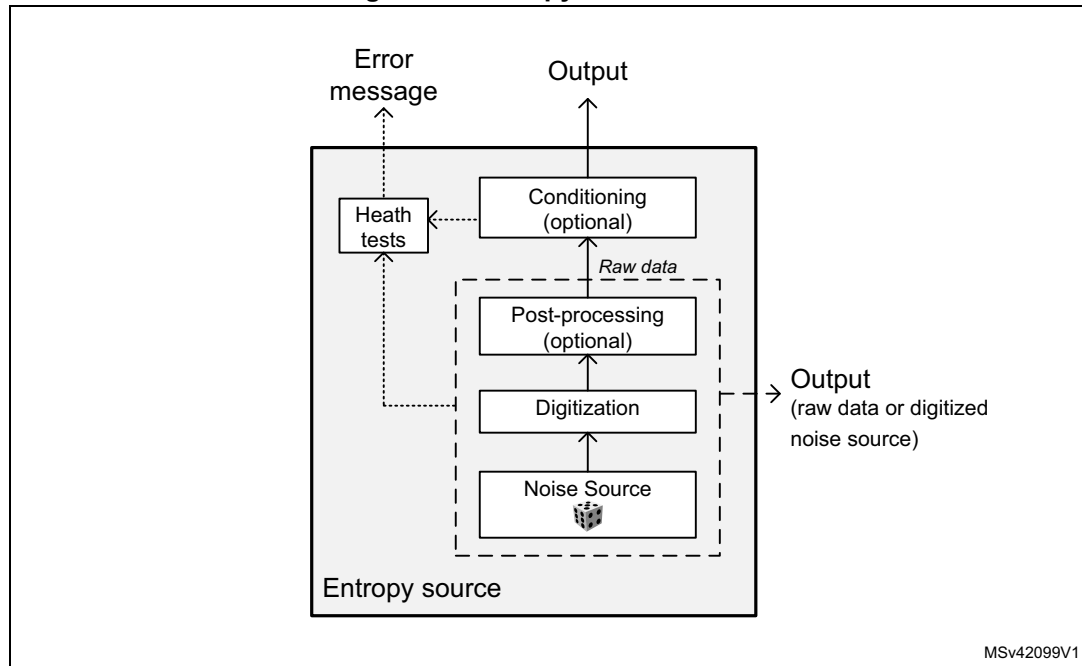 Error
message
Output
Conditioning
(optional)
Heath
tests
Raw data
Post-processing
(optional)
Digitization
Output
(raw data or digitized
noise source)
Noise Source
Entropy source
MSv42099V1